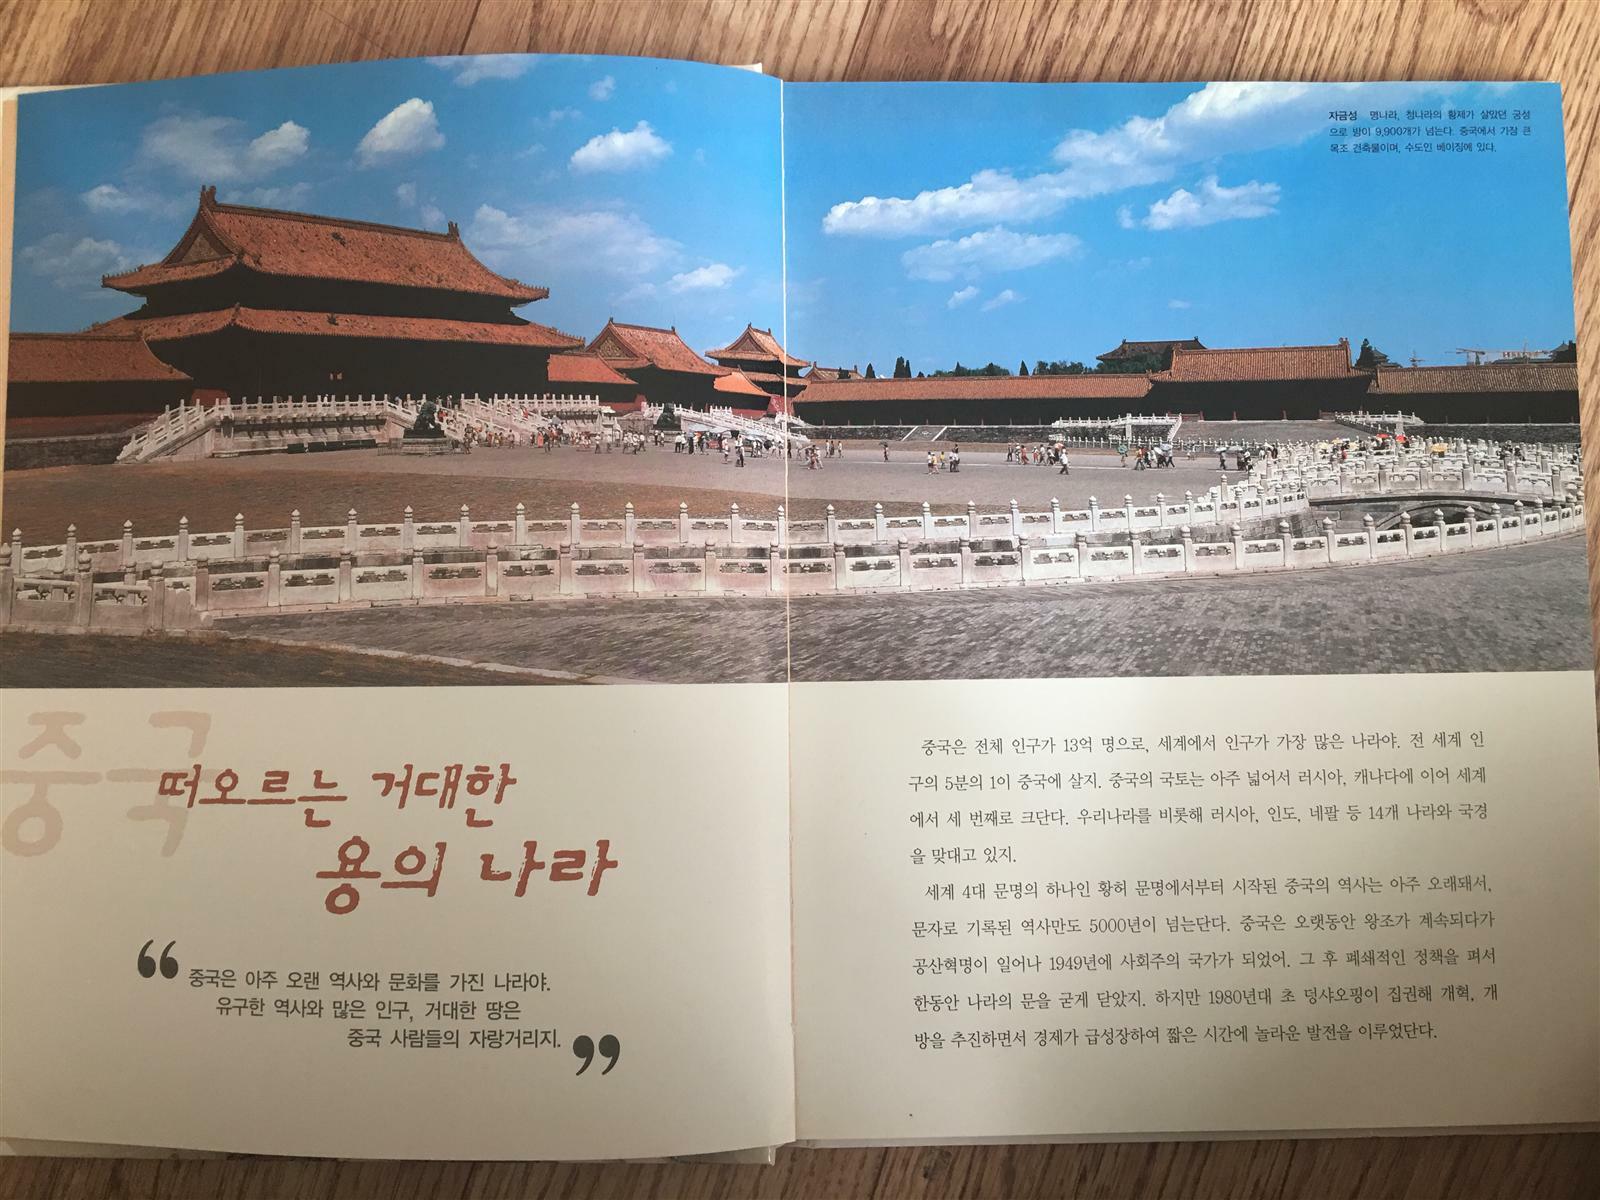 자금성 명나라, 청나라의 황제가 살았던 궁성
으로 방이 9,900개가 넘는다. 중국에서 가장 큰
목조 건축물이며, 수도인 베이징에 있다.
중국
떠오르는 거대한
용의 나라
“ 중국은 아주 오랜 역사와 문화를 가진 나라야.
유구한 역사와 많은 인구, 거대한 땅은
중국 사람들의 자랑거리지. ”
중국은 전체 인구가 13억 명으로, 세계에서 인구가 가장 많은 나라야. 전 세계 인
구의 5분의 1이 중국에 살지. 중국의 국토는 아주 넓어서 러시아, 캐나다에 이어 세계
에서 세 번째로 크단다. 우리나라를 비롯해 러시아, 인도, 네팔 등 14개 나라와 국경
을 맞대고 있지.
세계 4대 문명의 하나인 황허 문명에서부터 시작된 중국의 역사는 아주 오래돼서,
문자로 기록된 역사만도 5000년이 넘는단다. 중국은 오랫동안 왕조가 계속되다가
공산혁명이 일어나 1949년에 사회주의 국가가 되었어. 그 후 폐쇄적인 정책을 펴서
한동안 나라의 문을 굳게 닫았지. 하지만 1980년대 초 덩샤오핑이 집권해 개혁, 개
방을 추진하면서 경제가 급성장하여 짧은 시간에 놀라운 발전을 이루었단다.